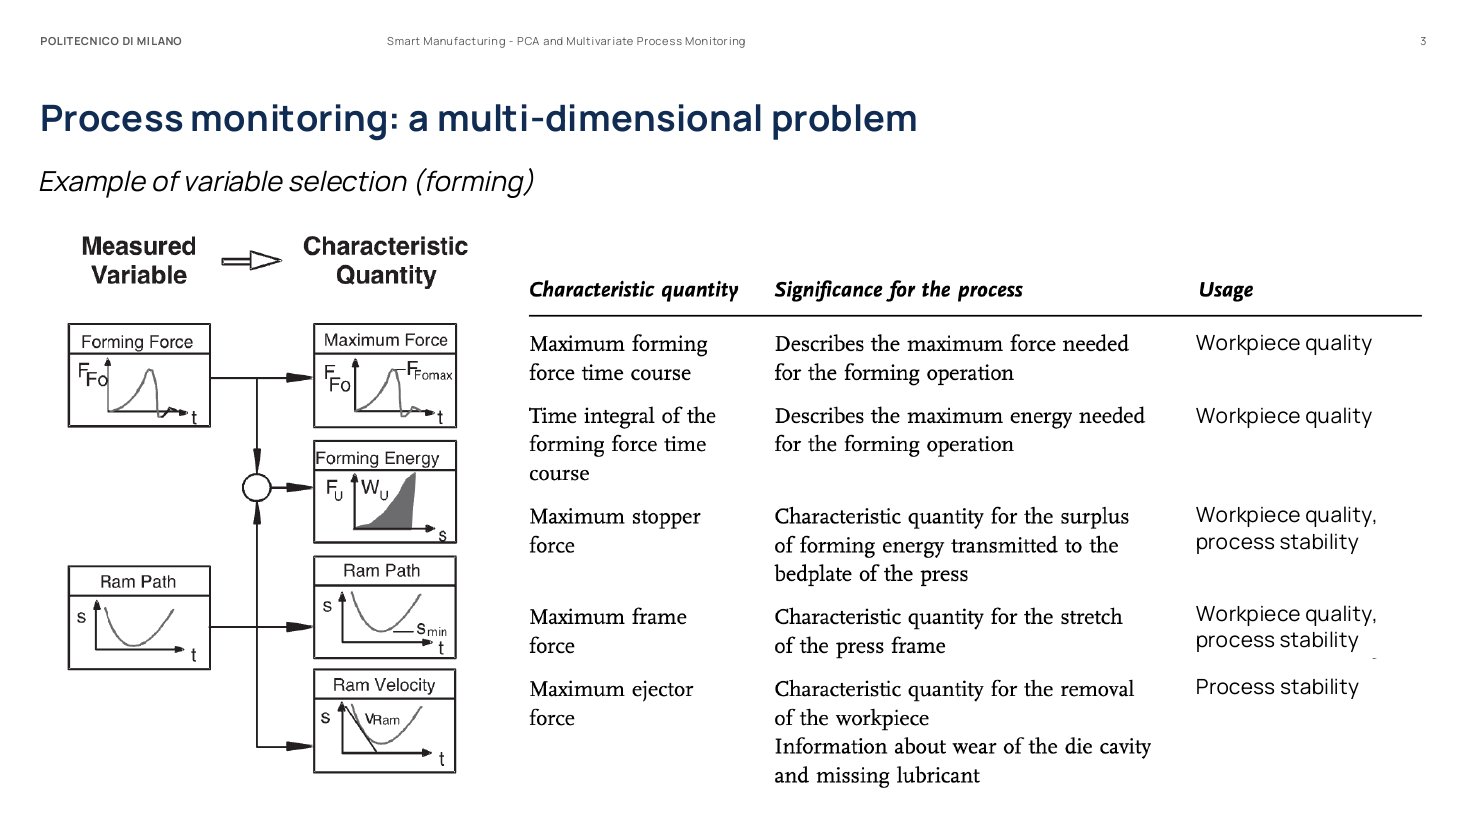 POLITECNICO DI MILANO
Smart Manufacturing - PCA and Multivariate Process Monitoring
3
Process monitoring: a multi-dimensional problem
Example of variable selection (forming)
Measured
Variable
Characteristic
Quantity
Forming Force
F
Fo
t
Maximum Force
F
Fo
F
Fomax
t
Forming Energy
F
U
W
U
s
Ram Path
s
t
Ram Path
s
s
min
t
Ram Velocity
s
v
Ram
t
Characteristic quantity
Significance for the process
Usage
Maximum forming
force time course
Describes the maximum force needed
for the forming operation
Workpiece quality
Time integral of the
forming force time
course
Describes the maximum energy needed
for the forming operation
Workpiece quality
Maximum stopper
force
Characteristic quantity for the surplus
of forming energy transmitted to the
bedplate of the press
Workpiece quality,
process stability
Maximum frame
force
Characteristic quantity for the stretch
of the press frame
Workpiece quality,
process stability
Maximum ejector
force
Characteristic quantity for the removal
of the workpiece
Information about wear of the die cavity
and missing lubricant
Process stability